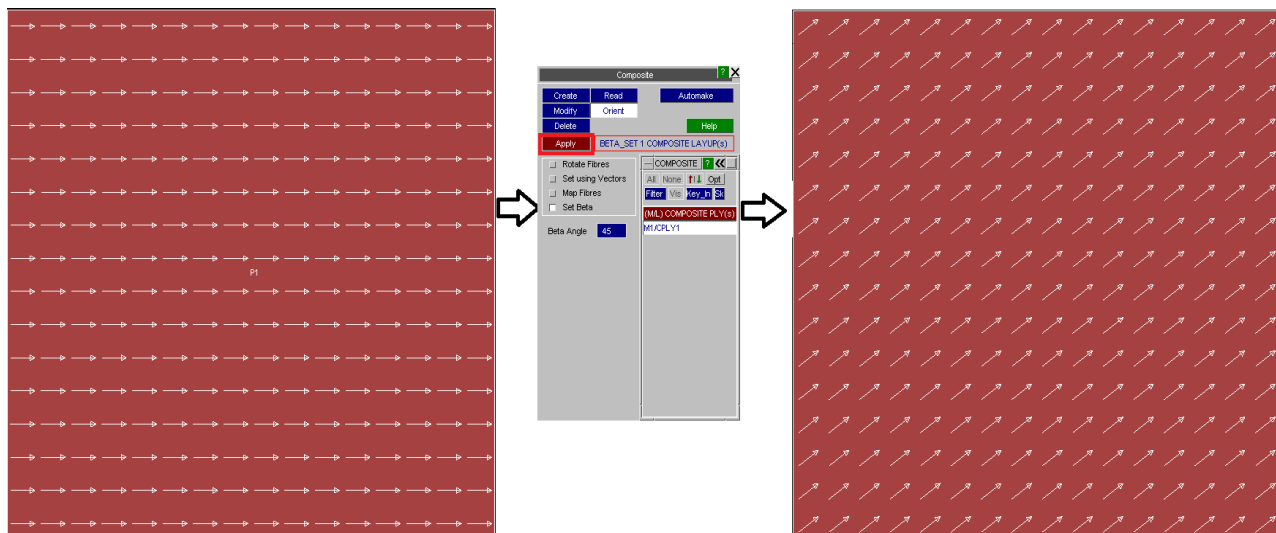 P1
Composite ? X
Create Read Automake
Modify Orient
Delete Help
Apply BETA_SET 1 COMPOSITE LAYUP(s)
Rotate Fibres
Set using Vectors
Map Fibres
Set Beta
Beta Angle 45
COMPOSITE ?
All None Opt
Filter Vis Key_In Sk
(M/L) COMPOSITE PLY(s)
M1/CPLY1